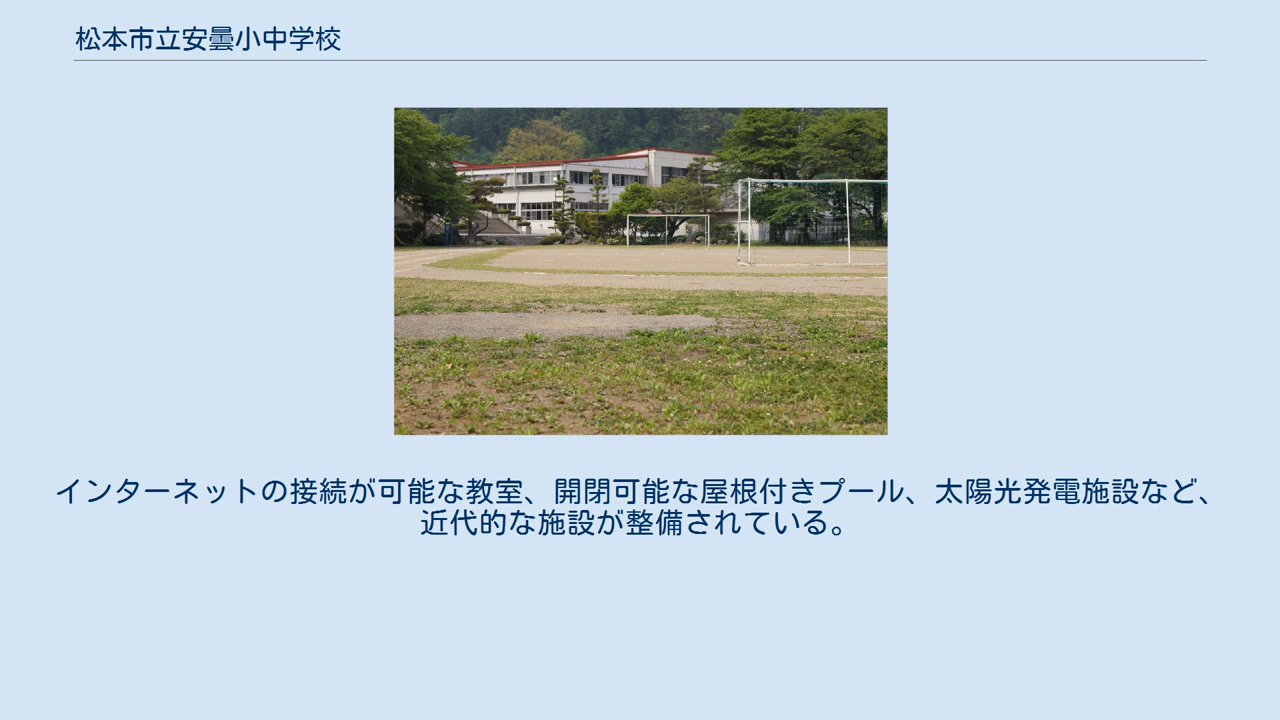 松本市立安曇小中学校
インターネットの接続が可能な教室、開閉可能な屋根付きプール、太陽光発電施設など、
近代的な施設が整備されている。